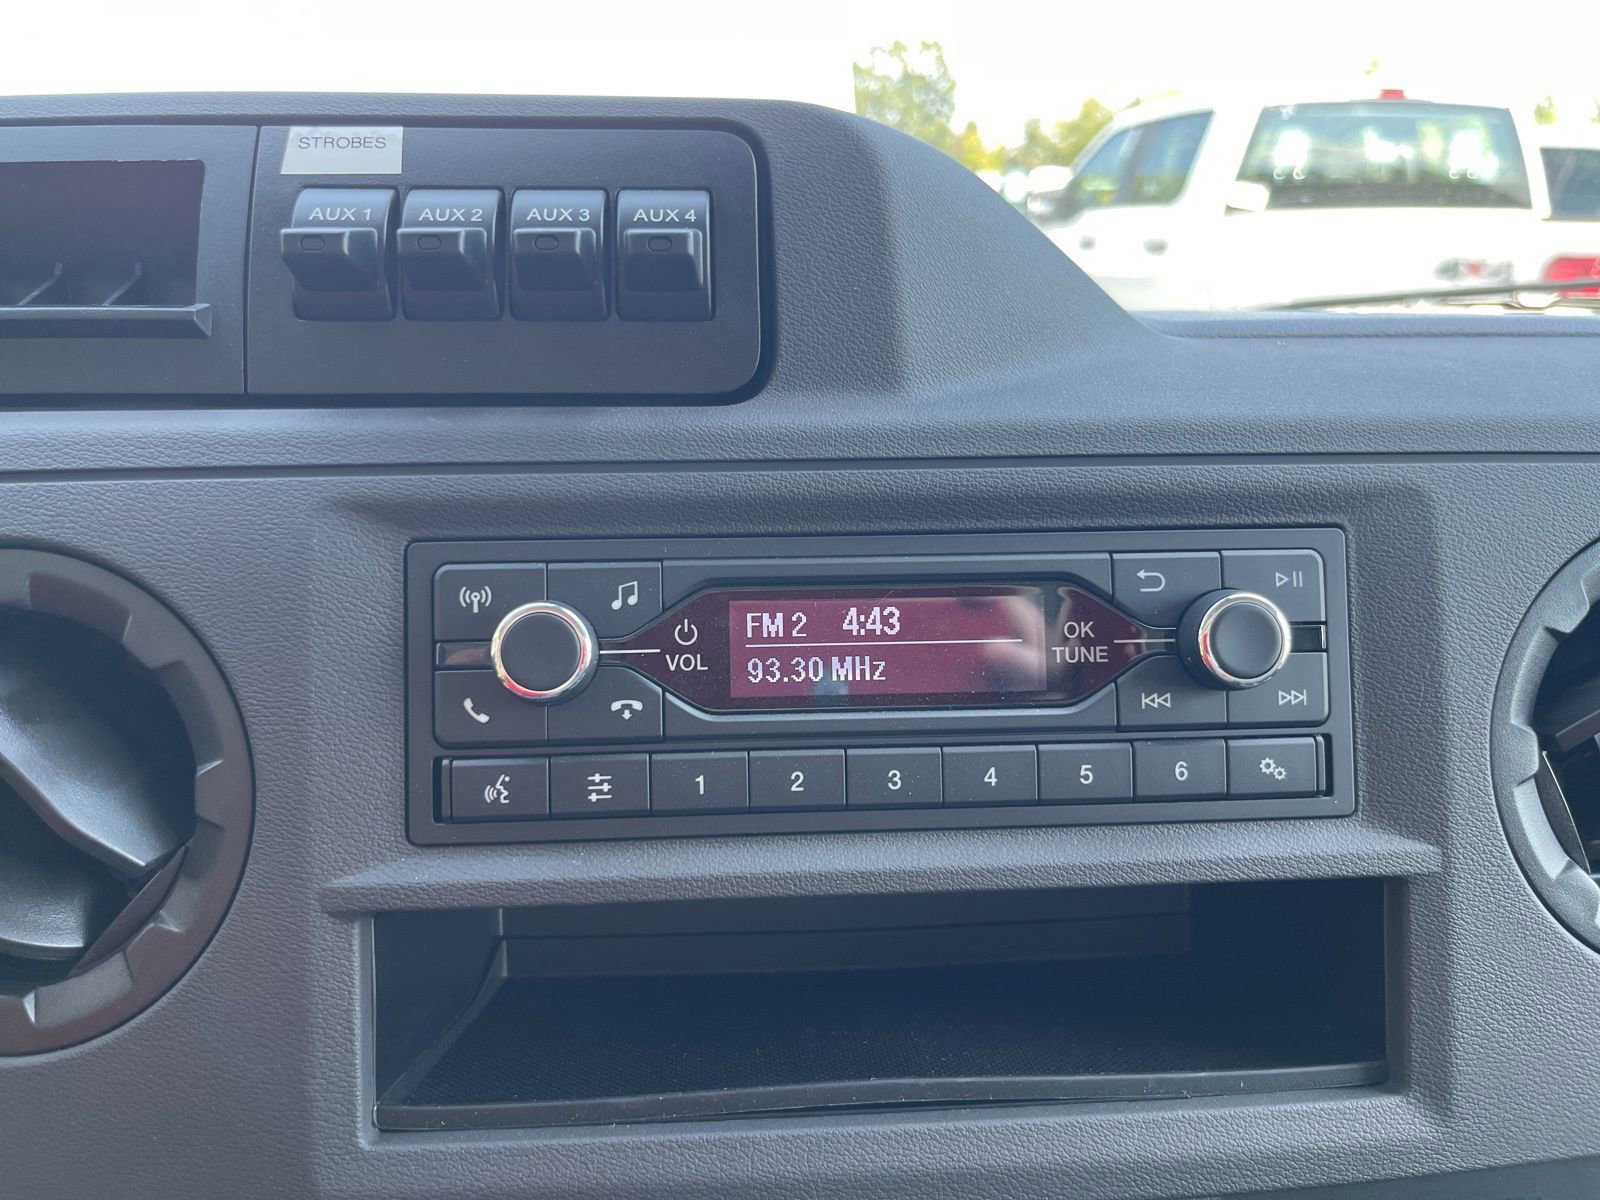 STROBES
AUX 1 AUX 2 AUX 3 AUX 4
FM 2 4:43
93.30 MHz
VOL
OK
TUNE
1 2 3 4 5 6